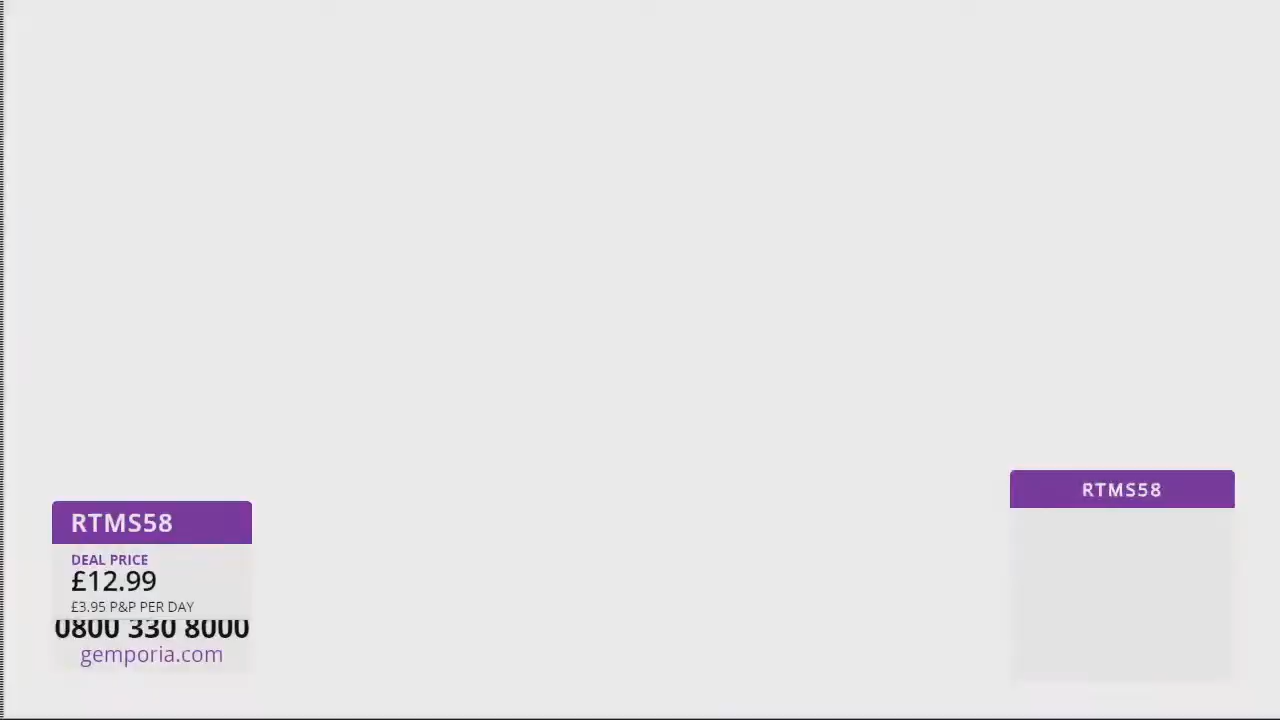 RTMS58
DEAL PRICE
£12.99
£3.95 P&P PER DAY
0800 330 8000
gemporia.com
RTMS58